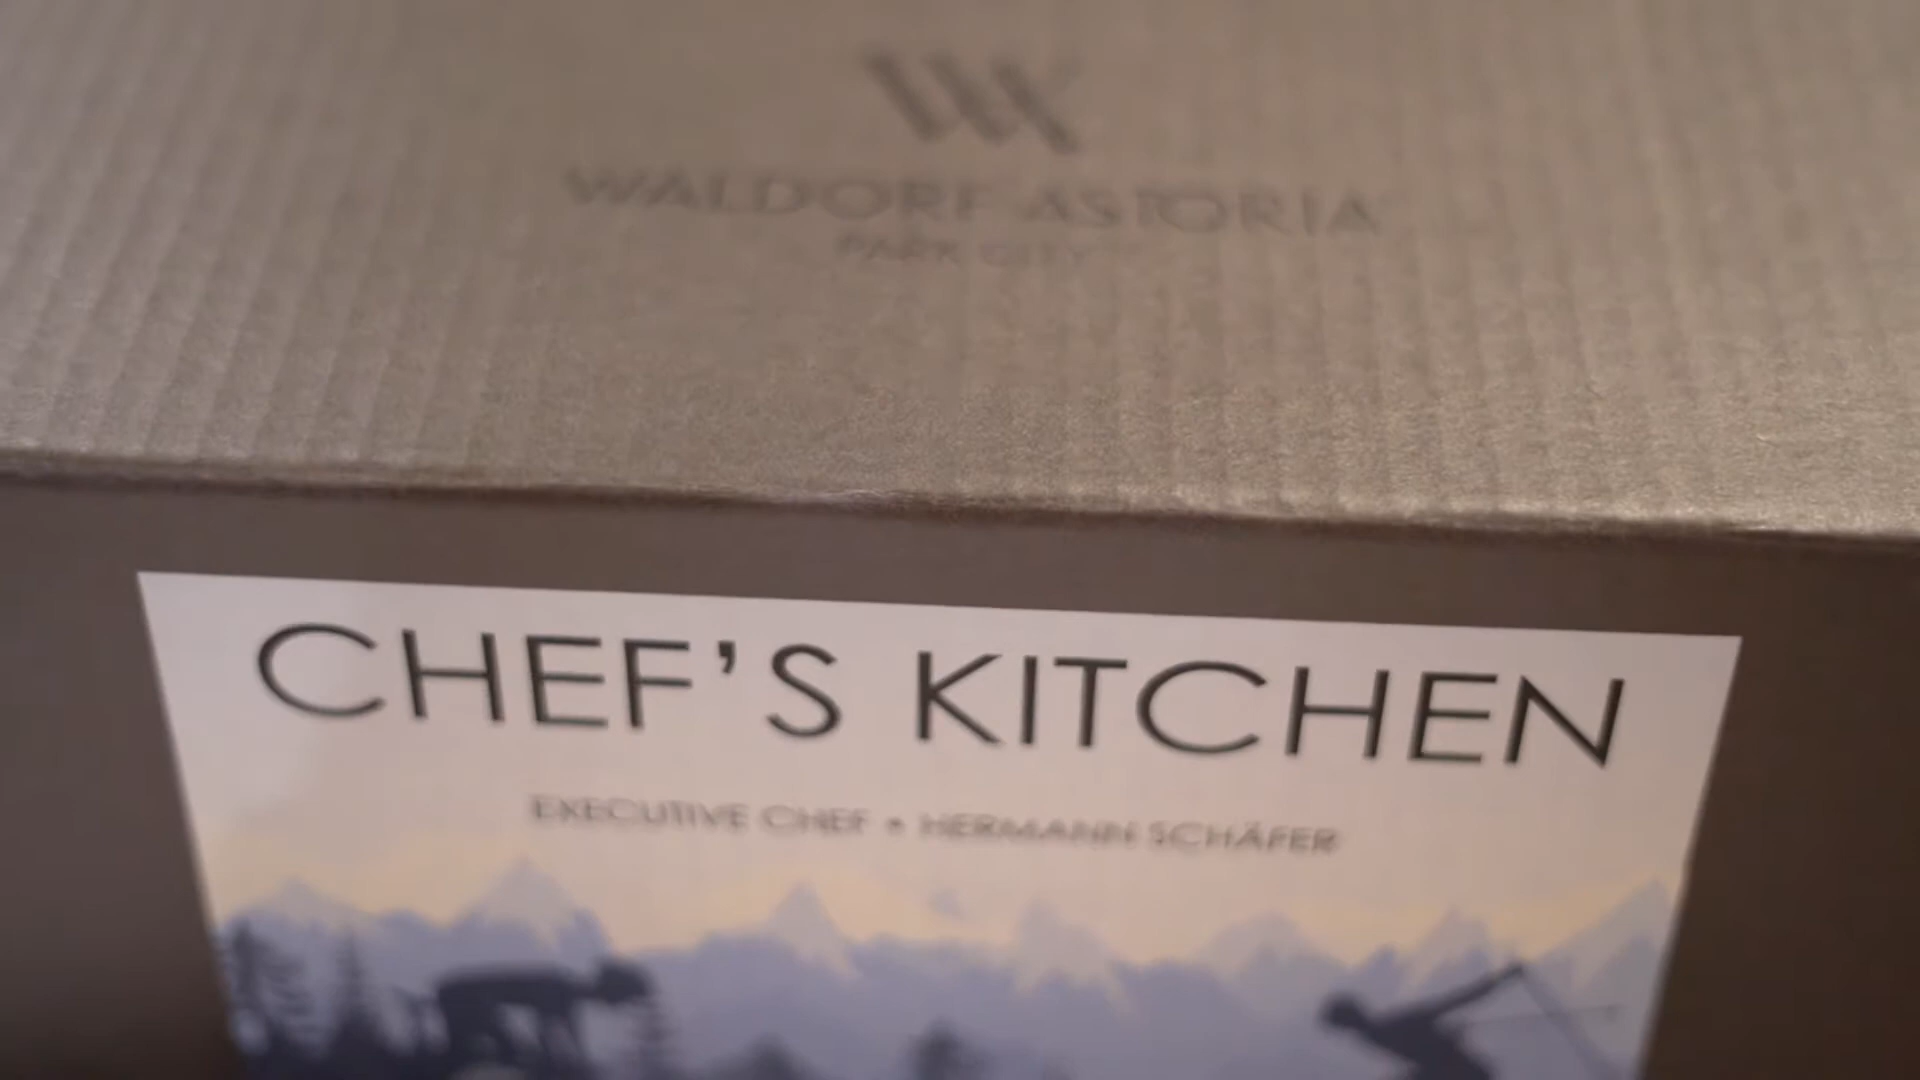 WALDORF ASTORIA
PARK CITY
CHEF'S KITCHEN
EXECUTIVE CHEF • HERMANN SCHÄFER